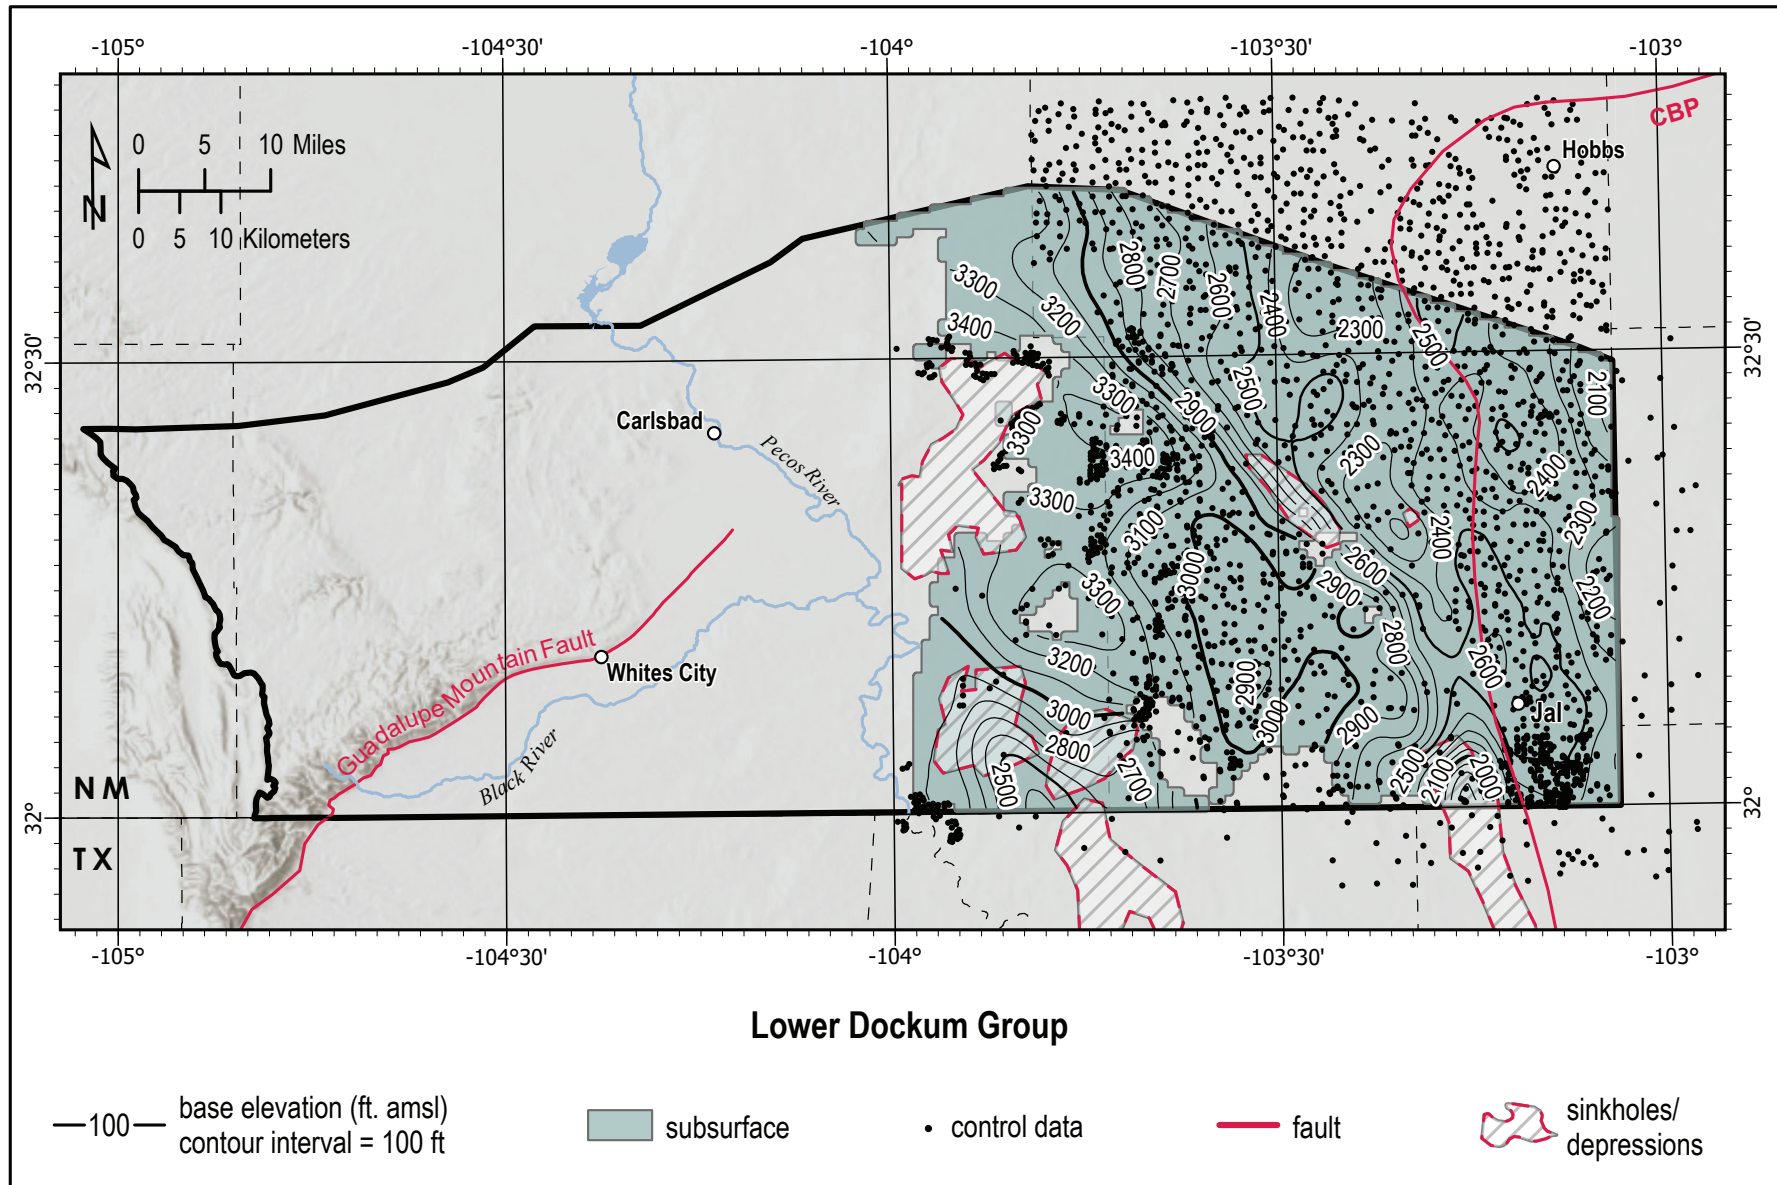 -105°
-104°30'
-104°
-103°30'
-103°
CBP
0 5 10 Miles
N
0 5 10 Kilometers
Hobbs
3300
3400
3200
2800
2700
2600
2400
2300
2500
2100
32°30'
32°30'
Carlsbad
Pecos River
3300
3300
3400
3300
2900
2500
2300
2400
2300
3100
3000
2400
2600
2900
2200
3300
2800
Guadalupe Mountain Fault
Whites City
3200
2600
2900
3000
3000
2900
Jal
Black River
2800
2700
2500
2500
2100
2000
NM
TX
32°
32°
-105°
-104°30'
-104°
-103°30'
-103°
Lower Dockum Group
100
base elevation (ft. amsl)
contour interval = 100 ft
subsurface
control data
fault
sinkholes/
depressions